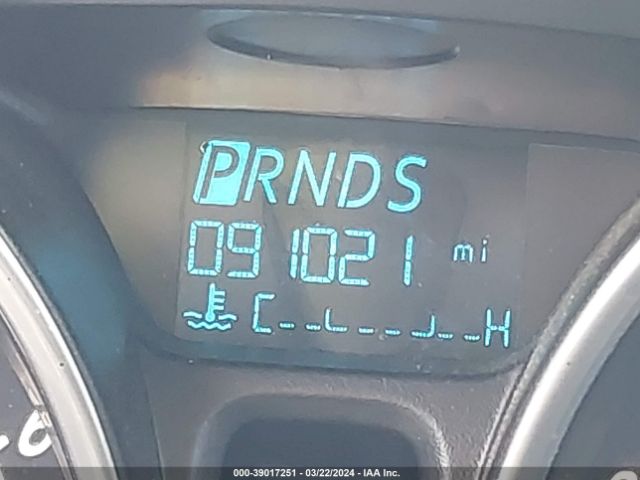 PRNDS
091021 mi
C H
000-39017251 - 03/22/2024 - IAA Inc.